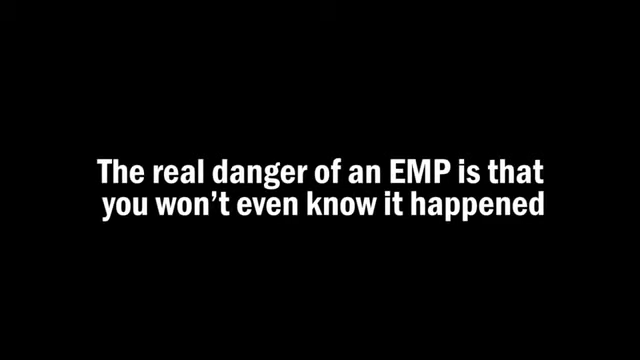 The real danger of an EMP is that
you won’t even know it happened